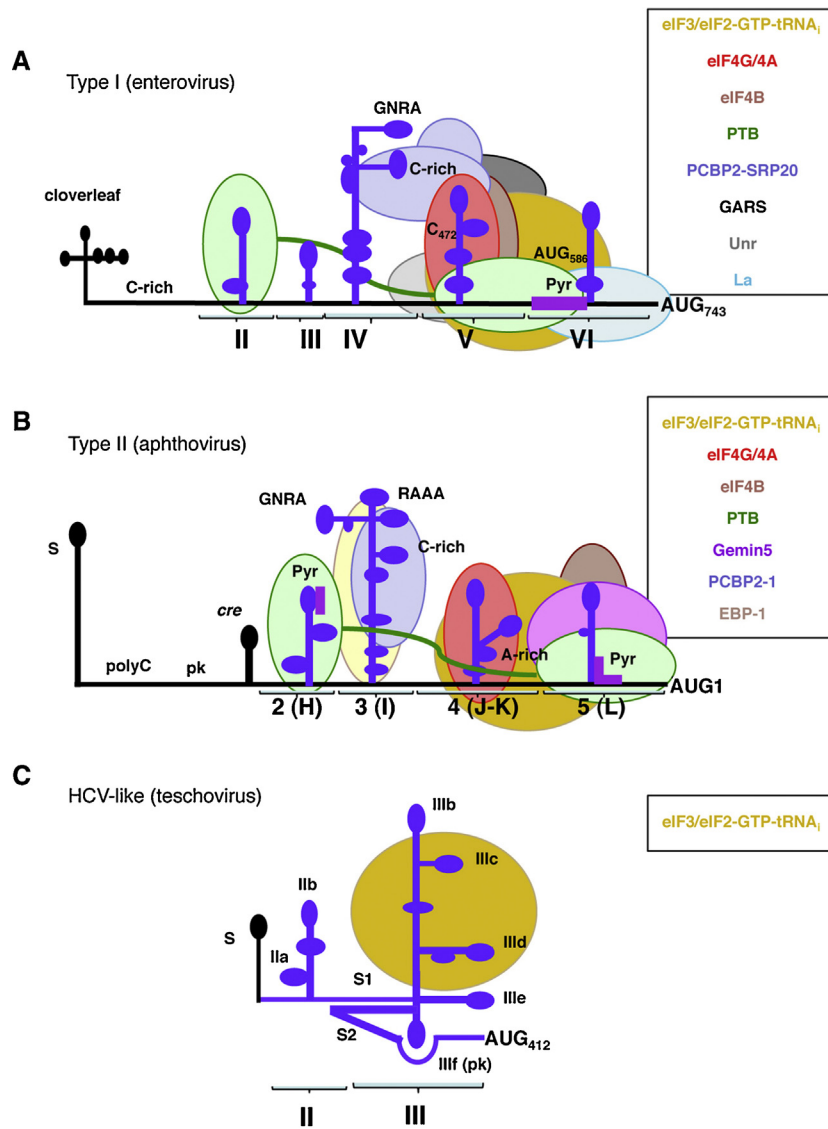 A
Type I (enterovirus)
eIF3/eIF2-GTP-tRNAi
eIF4G/4A
eIF4B
PTB
PCBP2-SRP20
GARS
Unr
La
GNRA
C-rich
cloverleaf
C472
AUG586
C-rich
Pyr
AUG743
II
III
IV
V
VI
B
Type II (aphthovirus)
eIF3/eIF2-GTP-tRNAi
eIF4G/4A
eIF4B
PTB
Gemin5
PCBP2-1
EBP-1
GNRA
RAAA
S
C-rich
Pyr
cre
A-rich
Pyr
polyC
pk
AUG1
2 (H)
3 (I)
4 (J-K)
5 (L)
C
HCV-like (teschovirus)
eIF3/eIF2-GTP-tRNAi
IIIb
IIIc
IIb
S
IIa
IIId
S1
IIIe
S2
AUG412
IIIf (pk)
II
III